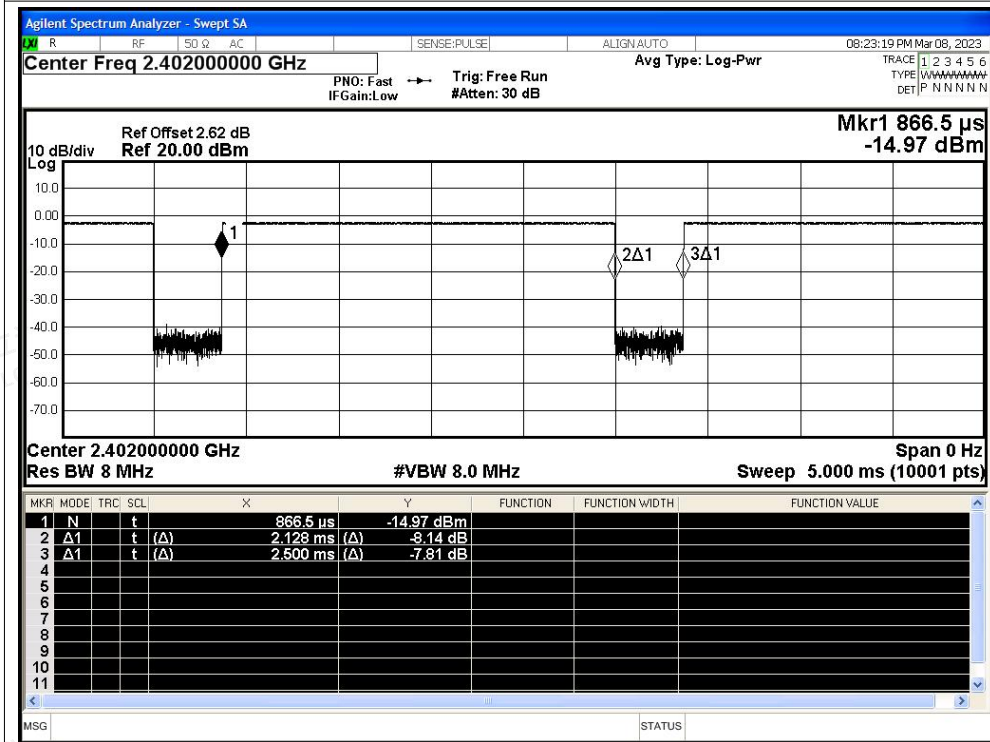 Agilent Spectrum Analyzer - Swept SA
LXI R RF 50 Ω AC SENSE:PULSE ALIGN AUTO 08:23:19 PM Mar 08, 2023
Center Freq 2.402000000 GHz Avg Type: Log-Pwr TRACE 1 2 3 4 5 6
PNO: Fast Trig: Free Run TYPE
IFGain:Low #Atten: 30 dB DET P N N N N N
Mkr1 866.5 µs
Ref Offset 2.62 dB
10 dB/div Ref 20.00 dBm -14.97 dBm
Log
10.0
0.00
1
-10.0
2Δ1 3Δ1
-20.0
-30.0
-40.0
-50.0
-60.0
-70.0
Center 2.402000000 GHz Span 0 Hz
Res BW 8 MHz #VBW 8.0 MHz Sweep 5.000 ms (10001 pts)
MKR MODE TRC SCL X Y FUNCTION FUNCTION WIDTH FUNCTION VALUE
1 N t 866.5 µs -14.97 dBm
2 Δ1 t (Δ) 2.128 ms (Δ) -8.14 dB
3 Δ1 t (Δ) 2.500 ms (Δ) -7.81 dB
4
5
6
7
8
9
10
11
MSG STATUS